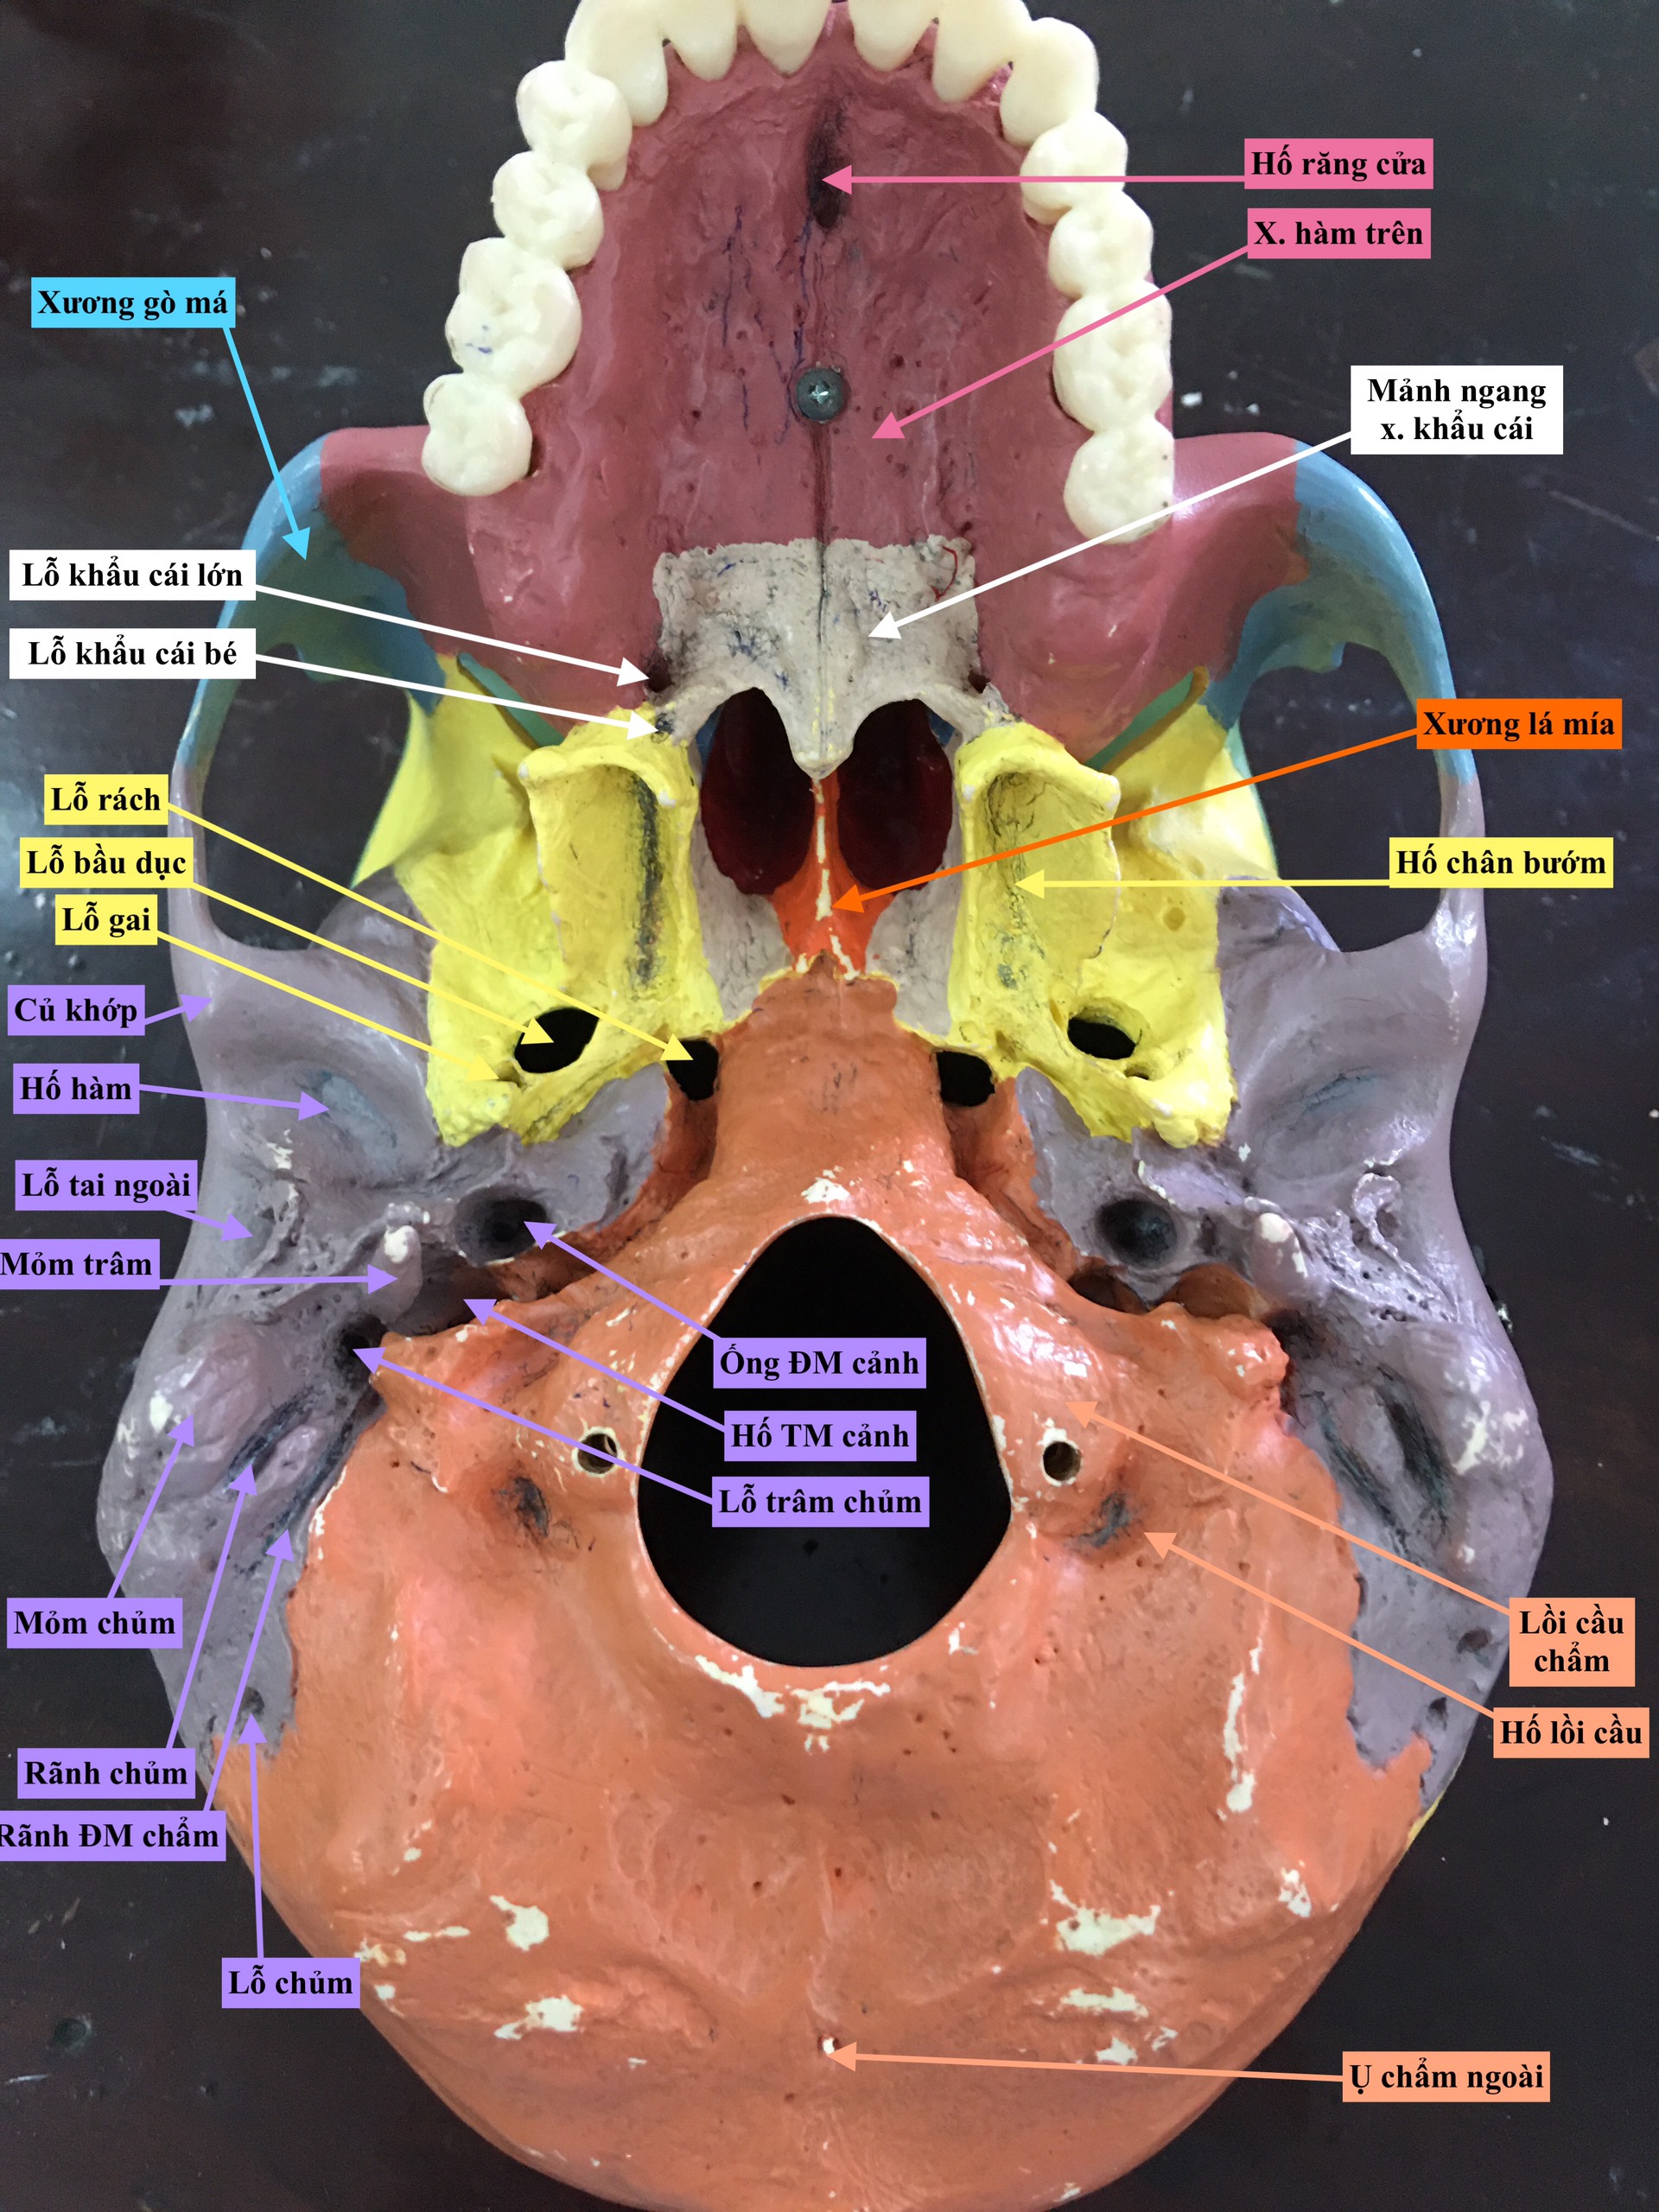 Hố răng cửa
X. hàm trên
Xương gò má
Mảnh ngang
x. khẩu cái
Lỗ khẩu cái lớn
Lỗ khẩu cái bé
Xương lá mía
Lỗ rách
Lỗ bầu dục
Hố chân bướm
Lỗ gai
Củ khớp
Hố hàm
Lỗ tai ngoài
Mỏm trâm
Ống ĐM cảnh
Hố TM cảnh
Lỗ trâm chủm
Mỏm chủm
Lồi cầu
chẩm
Hố lồi cầu
Rãnh chủm
Rãnh ĐM chẩm
Lỗ chủm
Ụ chẩm ngoài